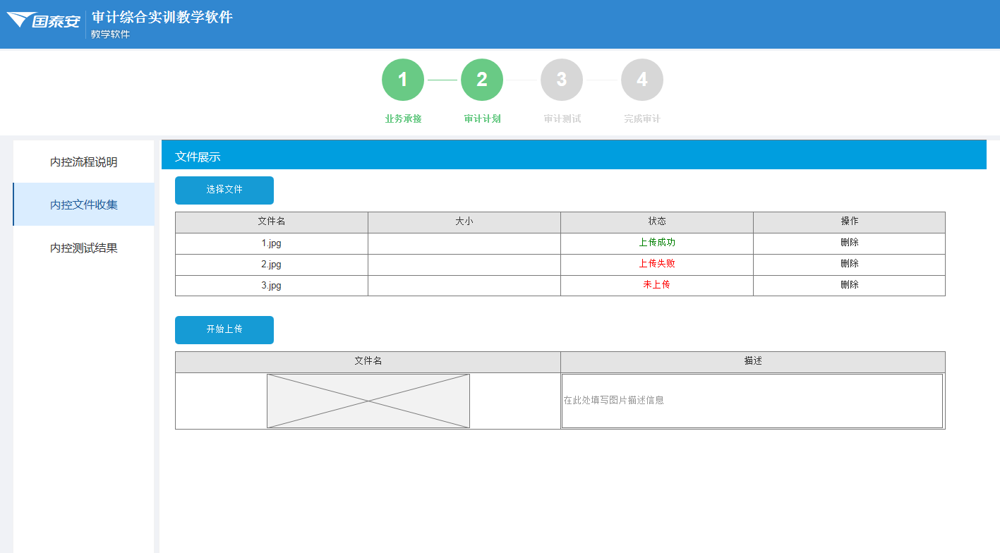 国泰安
审计综合实训教学软件
教学软件
1 2 3 4
业务承接 审计计划 审计测试 完成审计
内控流程说明
内控文件收集
内控测试结果
文件展示
选择文件
文件名 大小 状态 操作
1.jpg 上传成功 删除
2.jpg 上传失败 删除
3.jpg 未上传 删除
开始上传
文件名 描述
在此处填写图片描述信息